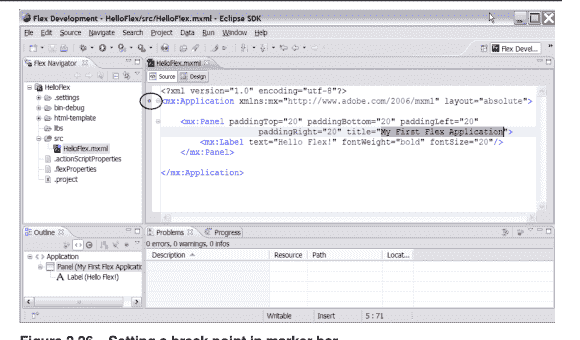 Flex Development - HelloFlex/src/HelloFlex.mxml - Eclipse SDK
File Edit Source Navigate Search Project Data Run Window Help
Flex Devel...
Flex Navigator
HelloFlex.mxml
Source Design
HelloFlex
.settings
bin-debug
html-template
libs
src
HelloFlex.mxml
.actionScriptProperties
.flexProperties
.project
<?xml version="1.0" encoding="utf-8"?>
<mx:Application xmlns:mx="http://www.adobe.com/2006/mxml" layout="absolute">
<mx:Panel paddingTop="20" paddingBottom="20" paddingLeft="20"
paddingRight="20" title="My First Flex Application">
<mx:Label text="Hello Flex!" fontWeight="bold" fontSize="20"/>
</mx:Panel>
</mx:Application>
Outline
Application
Panel (My First Flex Applicati
Label (Hello Flex!)
Problems Progress
0 errors, 0 warnings, 0 infos
Description Resource Path Locat...
Writable Insert 5 : 71
Figure 2.26 Setting a break point in marker bar